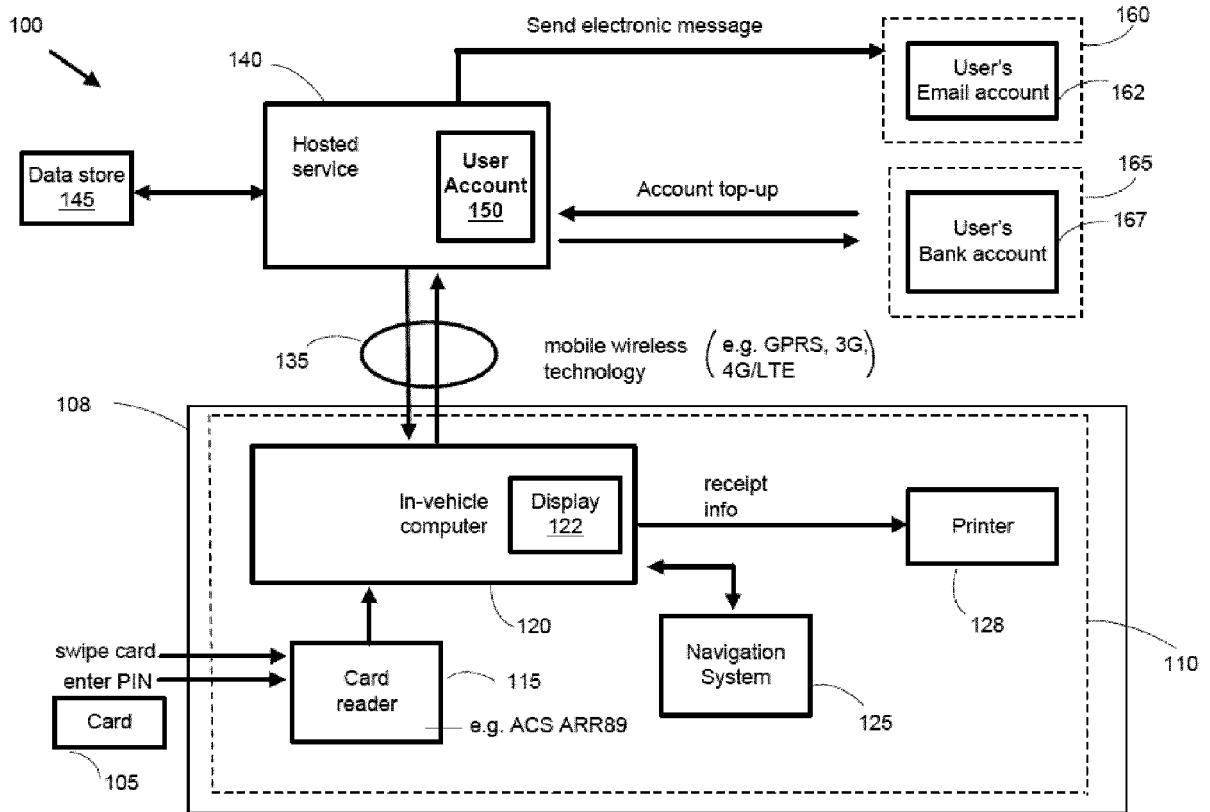 100
Send electronic message
160
140
User's
Email account
162
Hosted
service
User
Account
150
Data store
145
Account top-up
165
User's
Bank account
167
135
mobile wireless
technology
(e.g. GPRS, 3G,
4G/LTE)
108
In-vehicle
computer
Display
122
receipt
info
Printer
120
128
swipe card
enter PIN
Card
reader
115
Navigation
System
110
e.g. ACS ARR89
125
Card
105